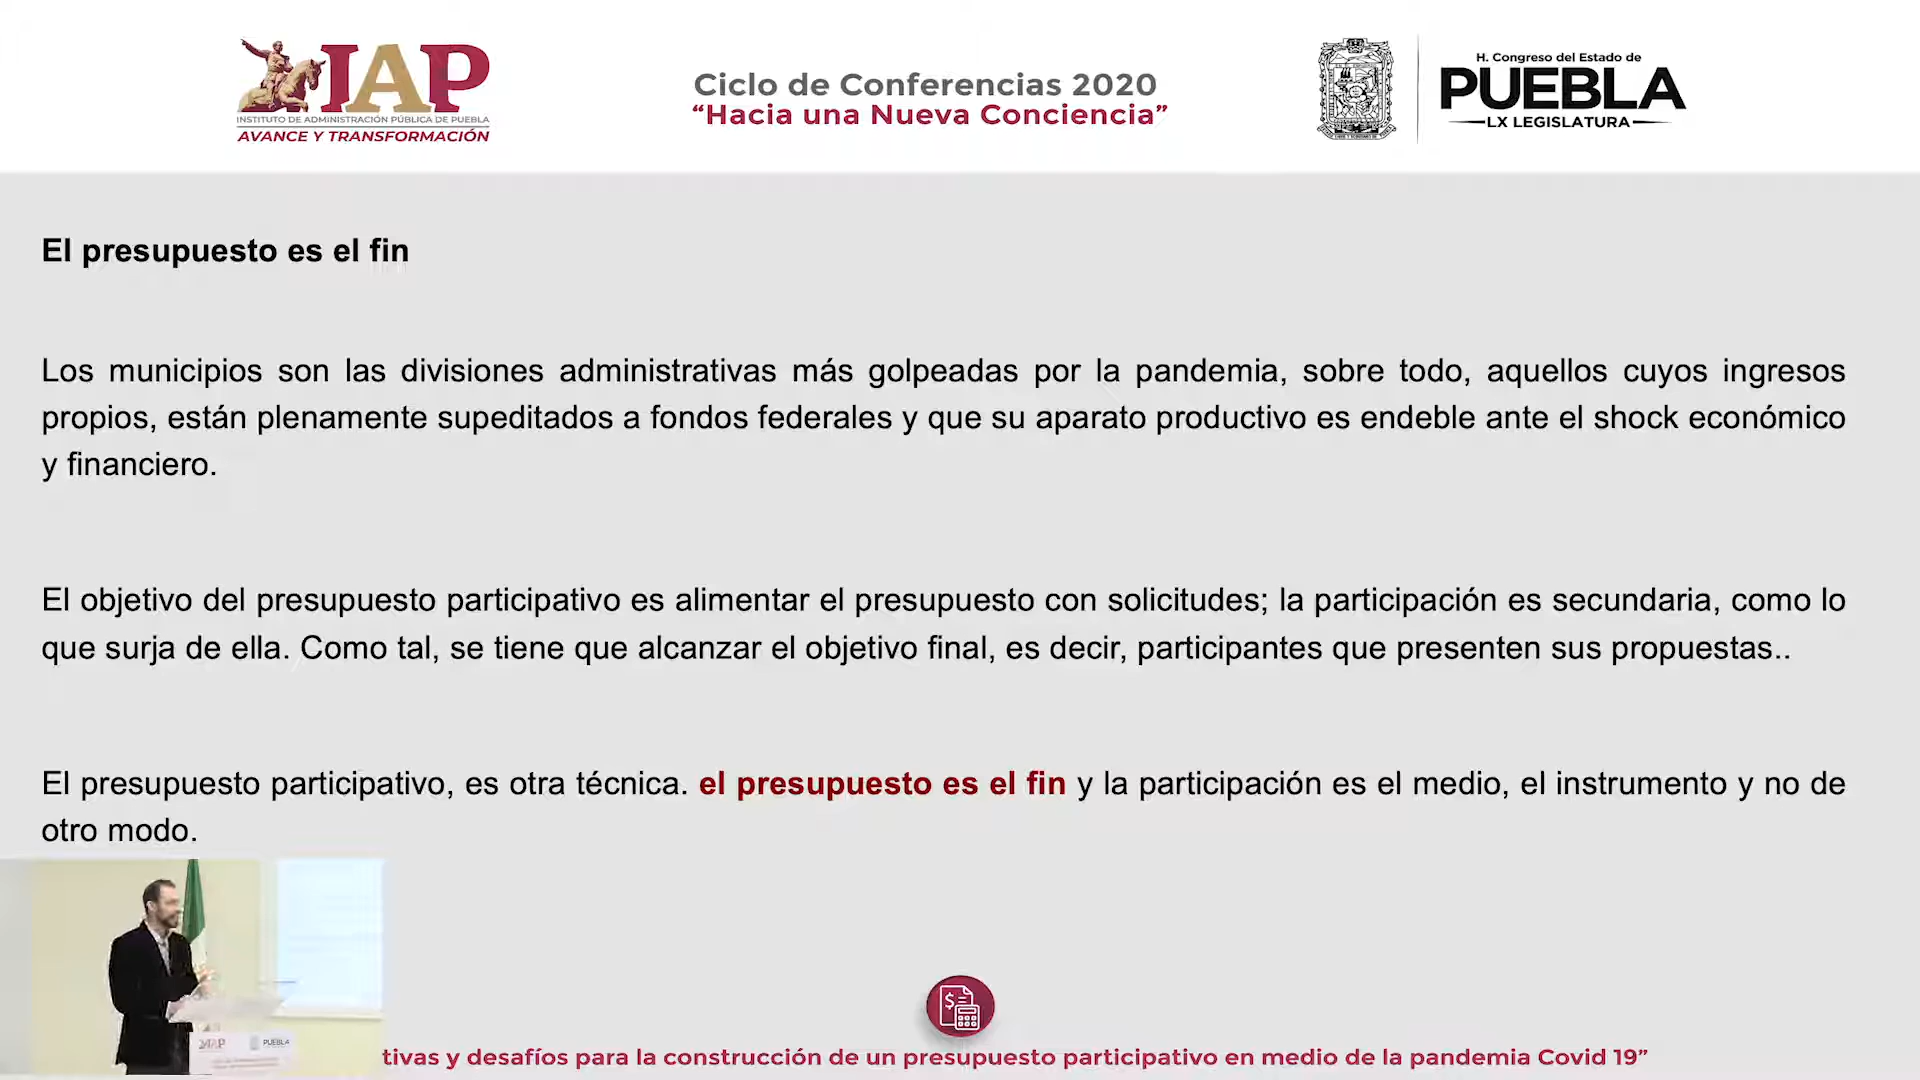 IAP
INSTITUTO DE ADMINISTRACIÓN PÚBLICA DE PUEBLA
AVANCE Y TRANSFORMACIÓN
Ciclo de Conferencias 2020
“Hacia una Nueva Conciencia”
H. Congreso del Estado de
PUEBLA
LX LEGISLATURA
El presupuesto es el fin
Los municipios son las divisiones administrativas más golpeadas por la pandemia, sobre todo, aquellos cuyos ingresos
propios, están plenamente supeditados a fondos federales y que su aparato productivo es endeble ante el shock económico
y financiero.
El objetivo del presupuesto participativo es alimentar el presupuesto con solicitudes; la participación es secundaria, como lo
que surja de ella. Como tal, se tiene que alcanzar el objetivo final, es decir, participantes que presenten sus propuestas..
El presupuesto participativo, es otra técnica. el presupuesto es el fin y la participación es el medio, el instrumento y no de
otro modo.
IAP
PUEBLA
tivas y desafíos para la construcción de un presupuesto participativo en medio de la pandemia Covid 19”